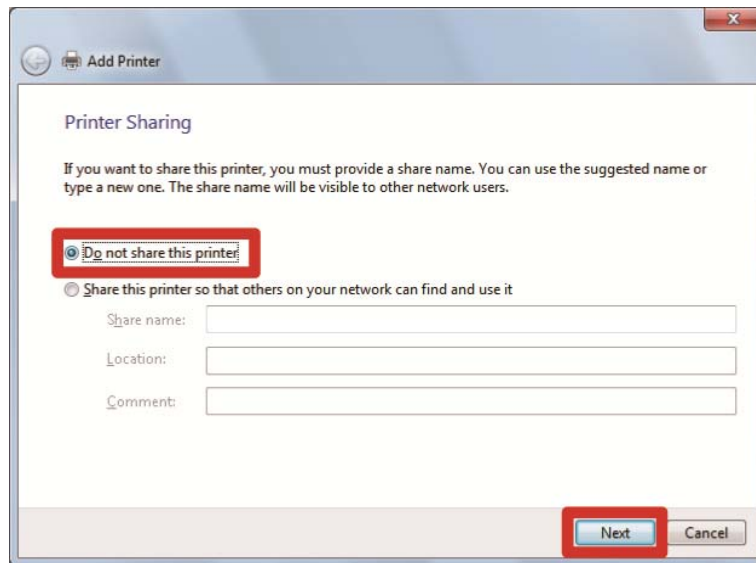 Add Printer
Printer Sharing
If you want to share this printer, you must provide a share name. You can use the suggested name or
type a new one. The share name will be visible to other network users.
Do not share this printer
Share this printer so that others on your network can find and use it
Share name:
Location:
Comment:
Next Cancel